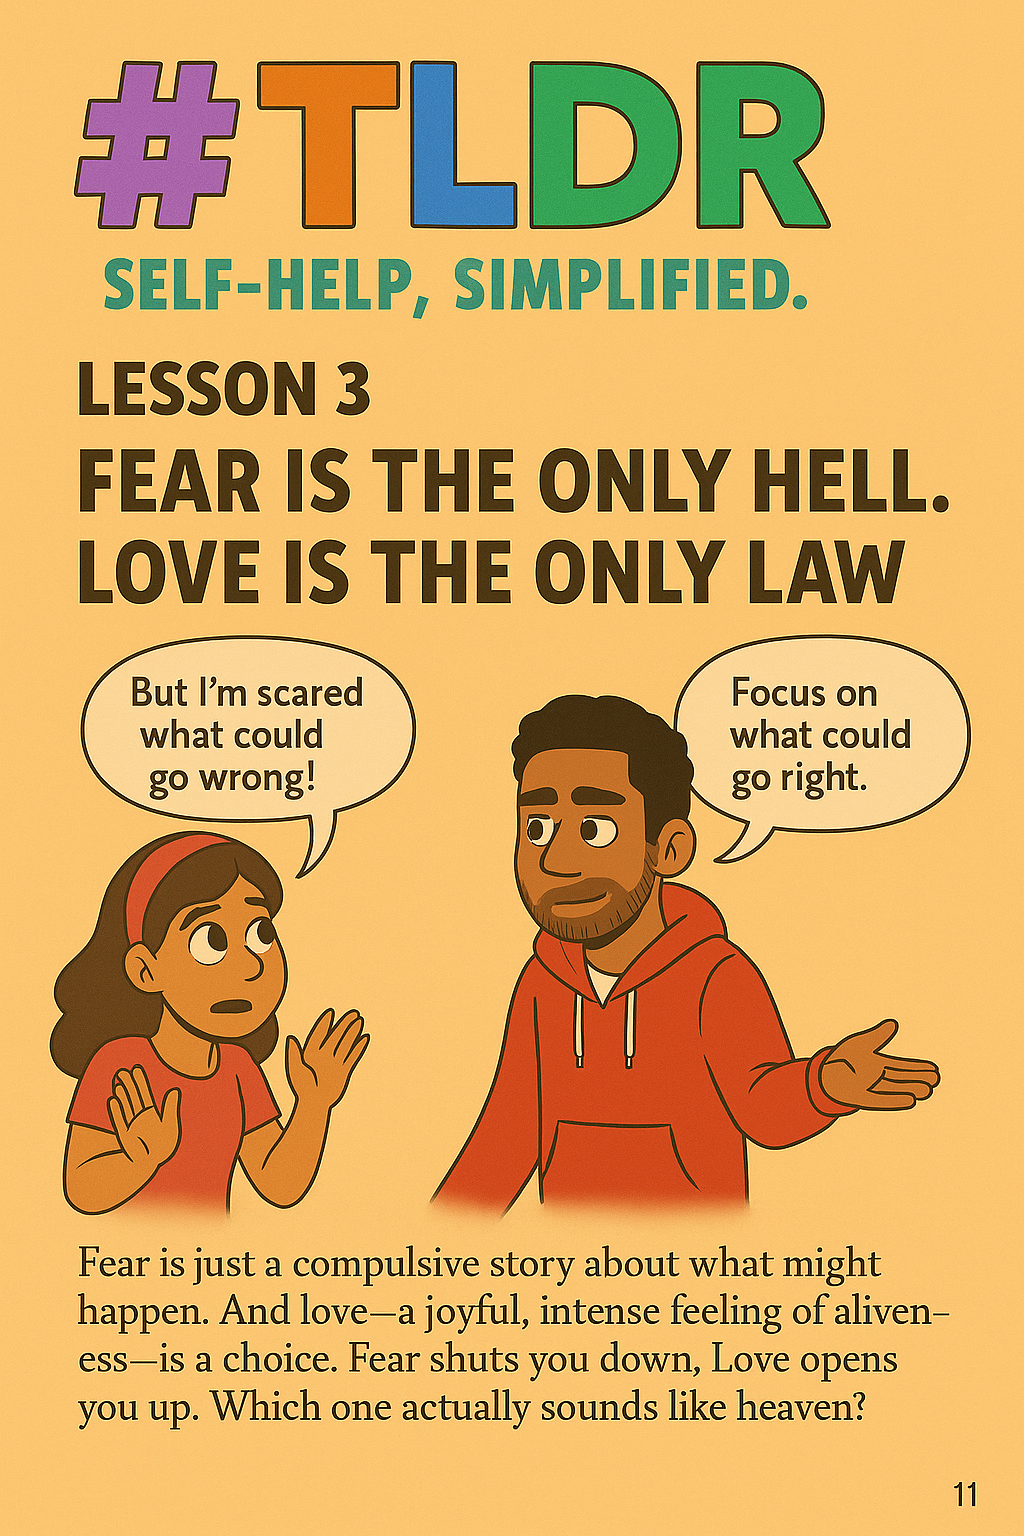 #TLDR
SELF-HELP, SIMPLIFIED.
LESSON 3
FEAR IS THE ONLY HELL.
LOVE IS THE ONLY LAW
But I'm scared
what could
go wrong!
Focus on
what could
go right.
Fear is just a compulsive story about what might
happen. And love—a joyful, intense feeling of aliven–
ess—is a choice. Fear shuts you down, Love opens
you up. Which one actually sounds like heaven?
11